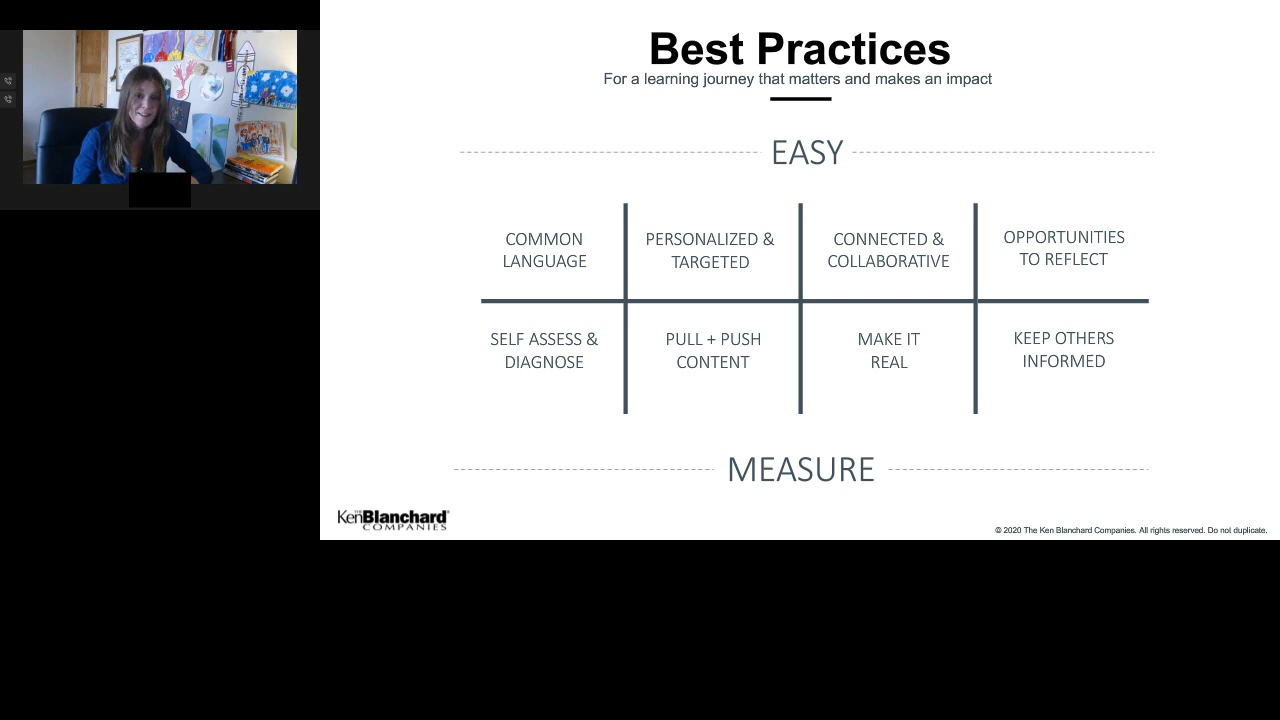 Best Practices
For a learning journey that matters and makes an impact
EASY
COMMON
LANGUAGE
PERSONALIZED &
TARGETED
CONNECTED &
COLLABORATIVE
OPPORTUNITIES
TO REFLECT
SELF ASSESS &
DIAGNOSE
PULL + PUSH
CONTENT
MAKE IT
REAL
KEEP OTHERS
INFORMED
MEASURE
THE
KenBlanchard®
COMPANIES
© 2020 The Ken Blanchard Companies. All rights reserved. Do not duplicate.